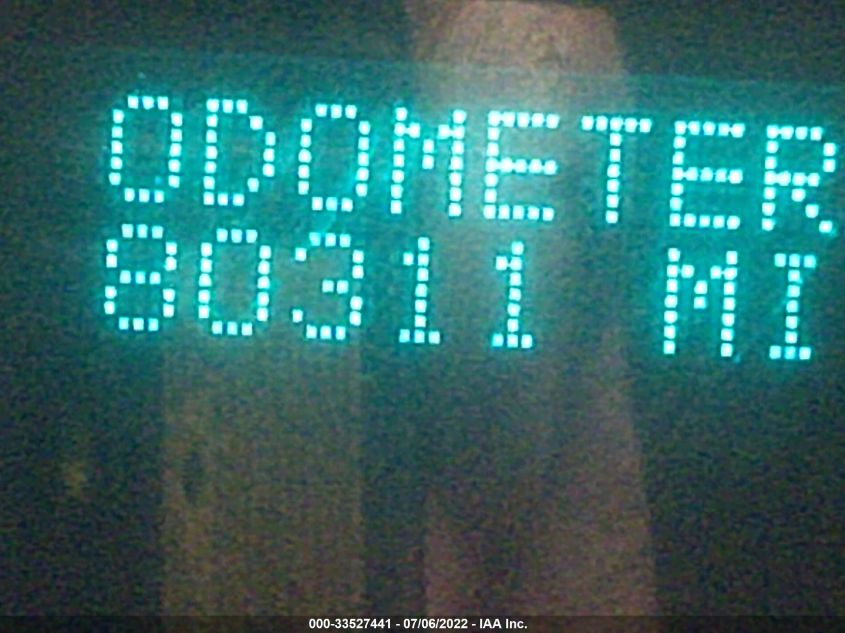 ODOMETER
80311 MI
000-33527441 - 07/06/2022 - IAA Inc.